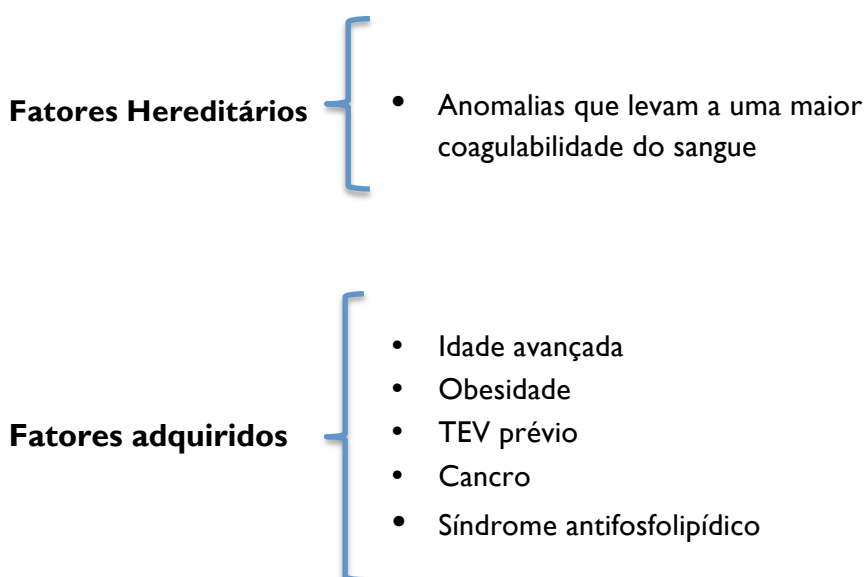 Fatores Hereditários
• Anomalias que levam a uma maior
coagulabilidade do sangue
Fatores adquiridos
• Idade avançada
• Obesidade
• TEV prévio
• Cancro
• Síndrome antifosfolipídico